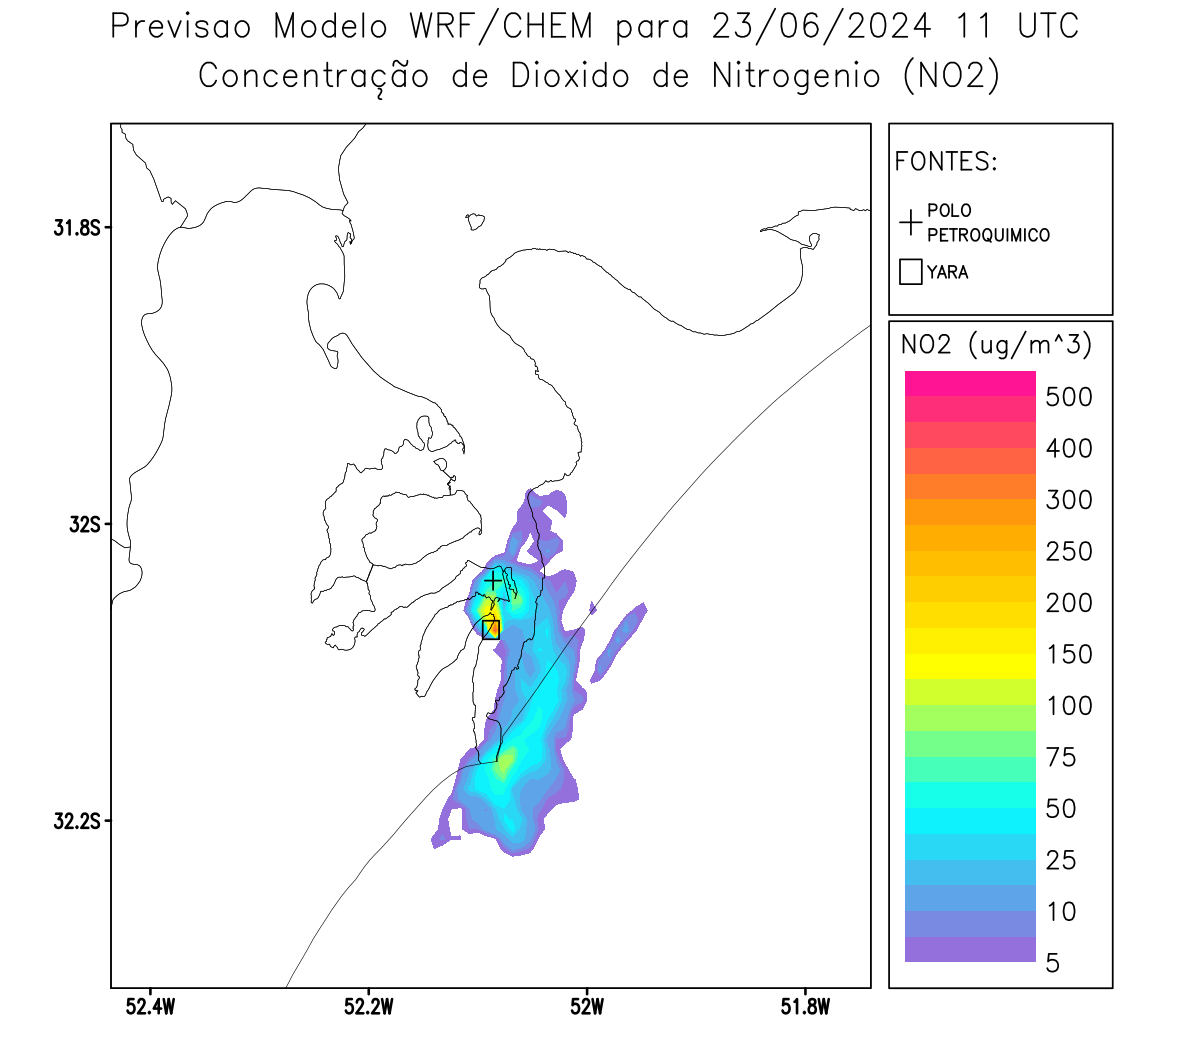 Previsao Modelo WRF/CHEM para 23/06/2024 11 UTC
Concentração de Dioxido de Nitrogenio (NO2)
FONTES:
POLO
PETROQUIMICO
YARA
NO2 (ug/m^3)
500
400
300
250
200
150
100
75
50
25
10
5
31.8S
32S
32.2S
52.4W
52.2W
52W
51.8W